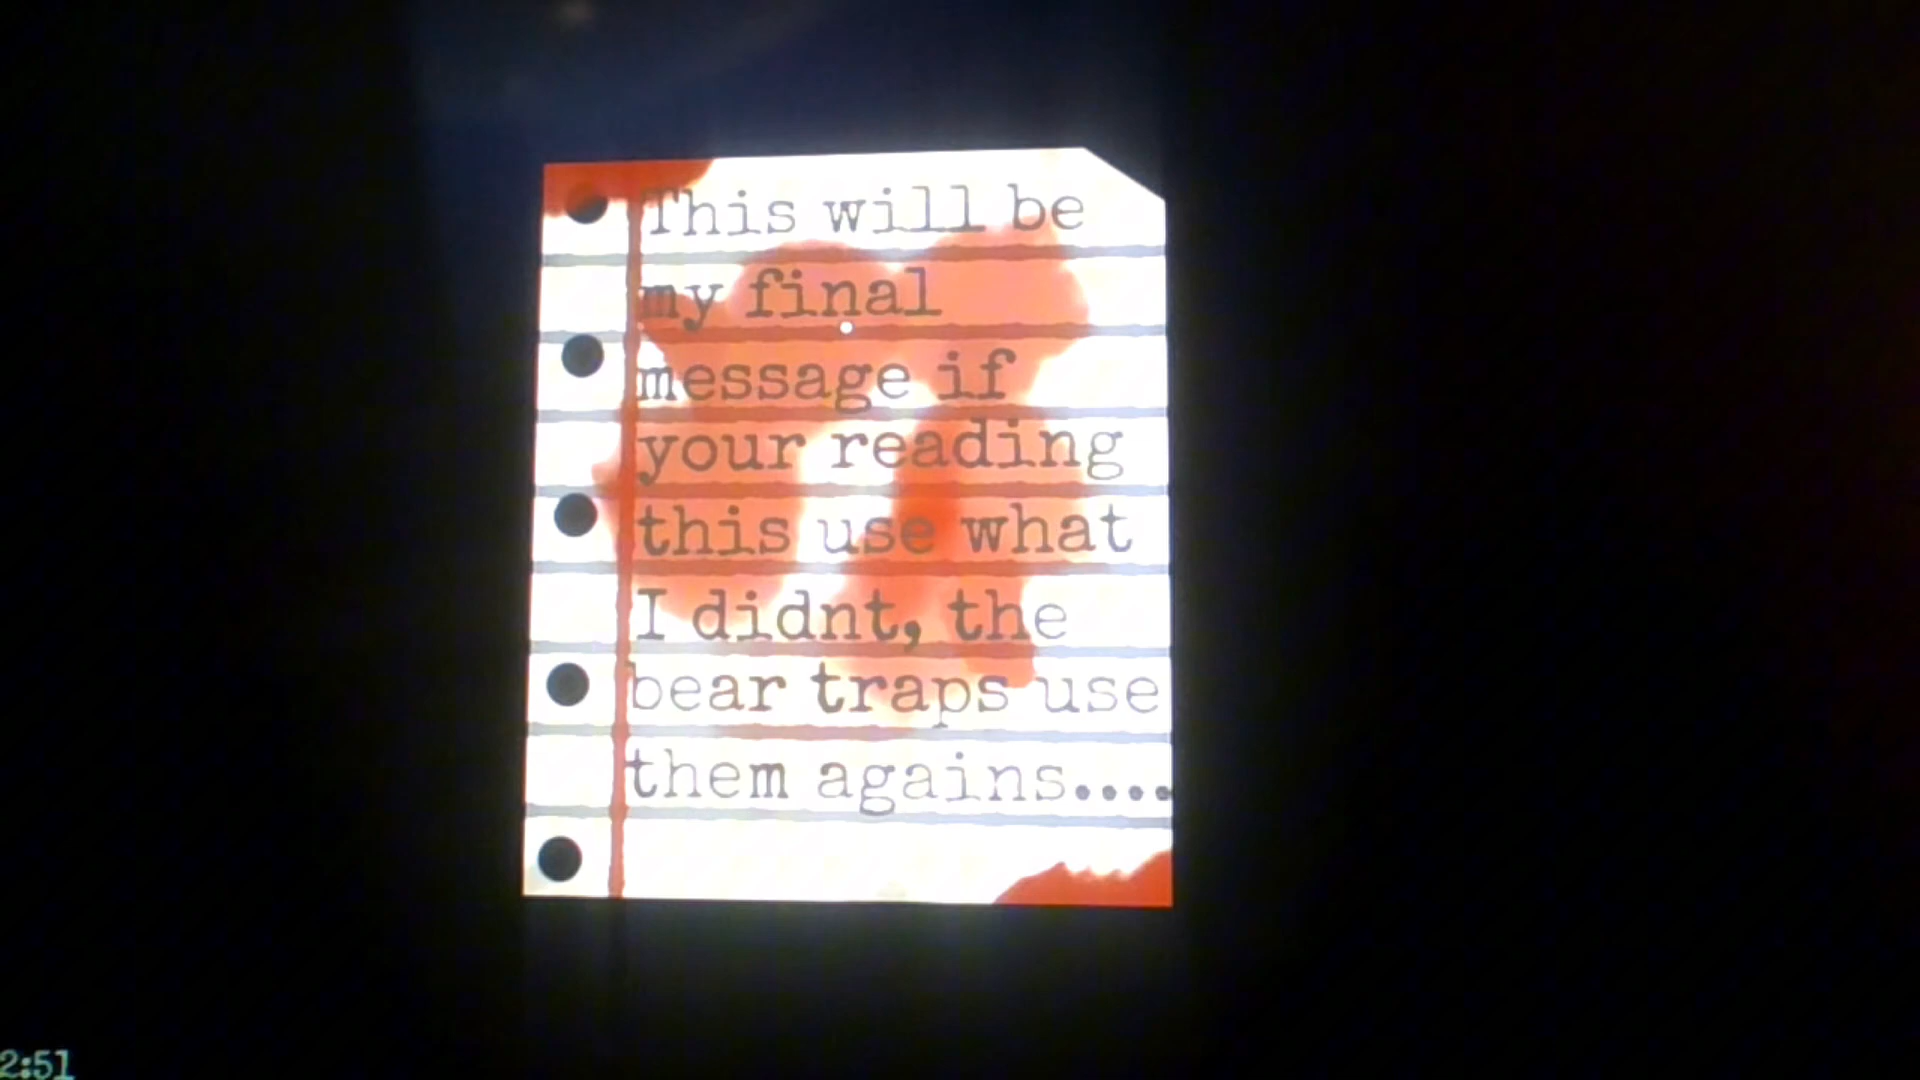 This will be
my final
message if
your reading
this use what
I didnt, the
bear traps use
them agains....
2:51